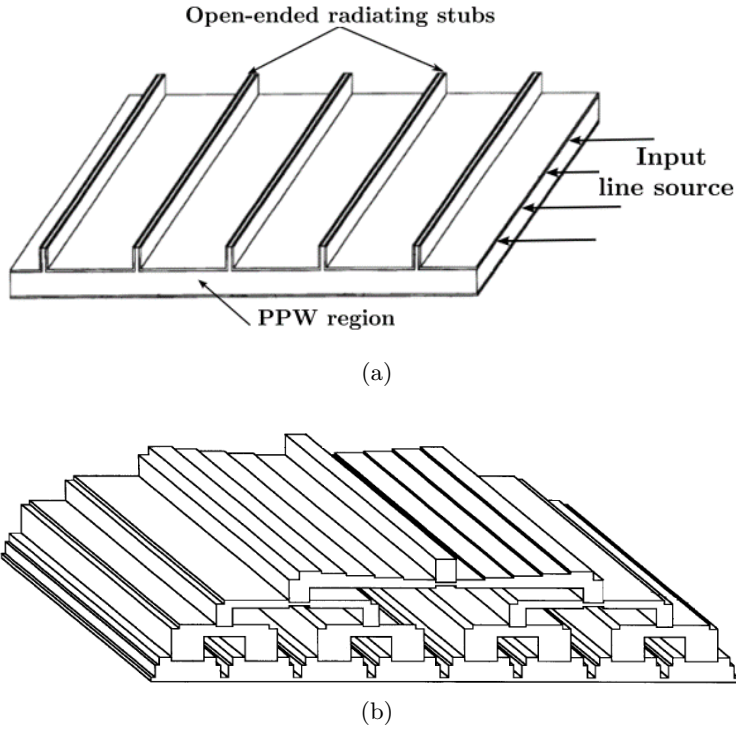 Open-ended radiating stubs
Input
line source
PPW region
(a)
(b)